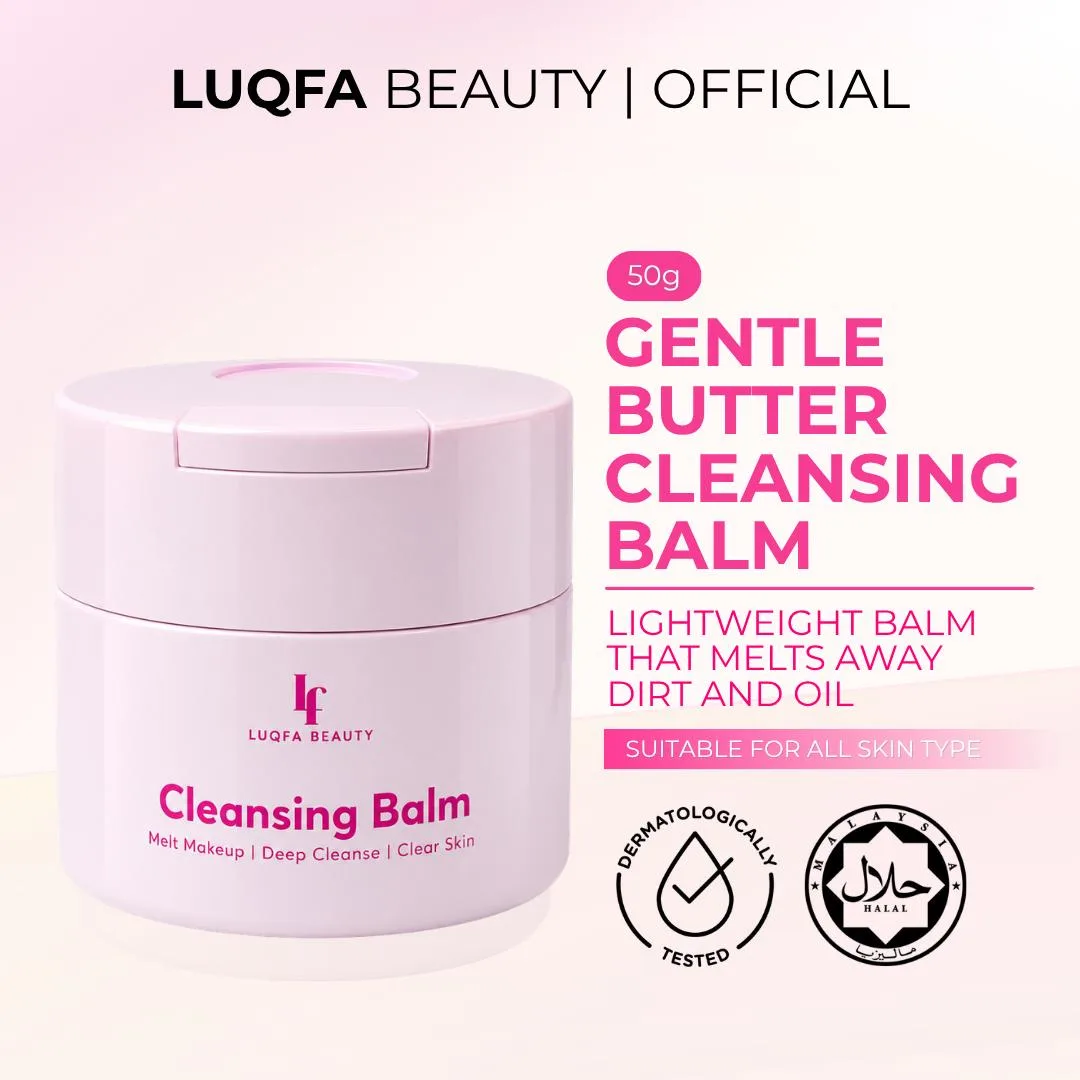 LUQFA BEAUTY | OFFICIAL
50g
GENTLE
BUTTER
CLEANSING
BALM
LIGHTWEIGHT BALM
THAT MELTS AWAY
DIRT AND OIL
SUITABLE FOR ALL SKIN TYPE
Lf
LUQFA BEAUTY
Cleansing Balm
Melt Makeup | Deep Cleanse | Clear Skin
DERMATOLOGICALLY
TESTED
MALAYSIA
حلال
HALAL
ماليزيا